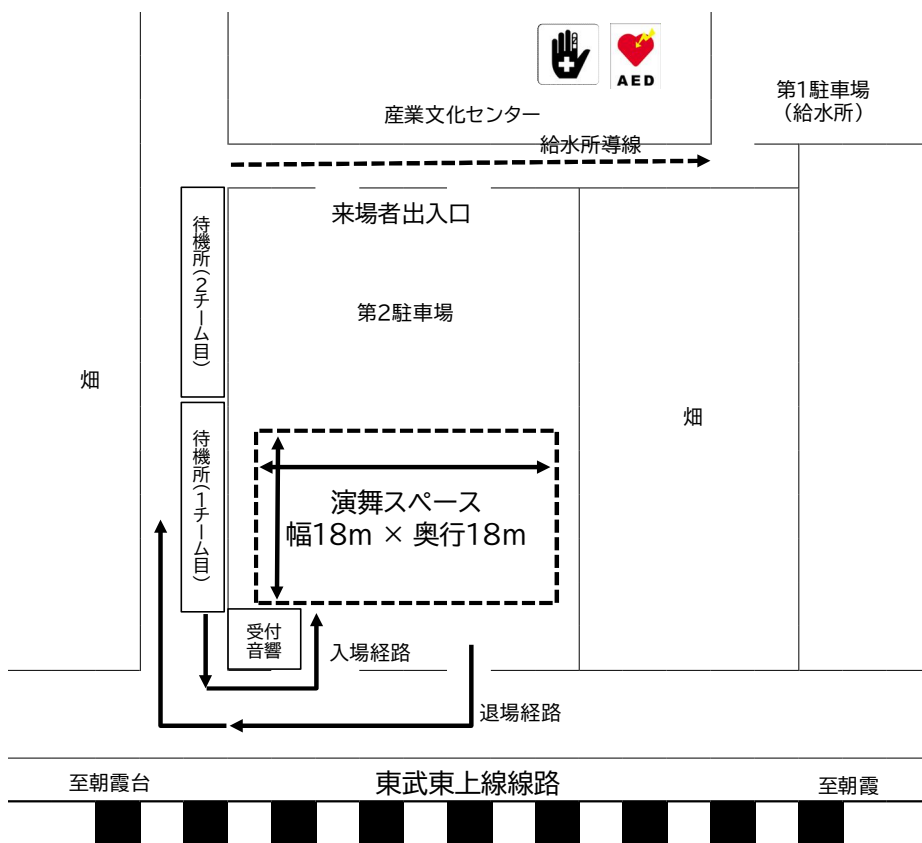 AED
第1駐車場
（給水所）
産業文化センター
給水所導線
来場者出入口
待機所（2チーム目）
第2駐車場
畑
畑
待機所（1チーム目）
演舞スペース
幅18m × 奥行18m
受付
音響
入場経路
退場経路
至朝霞台
東武東上線線路
至朝霞